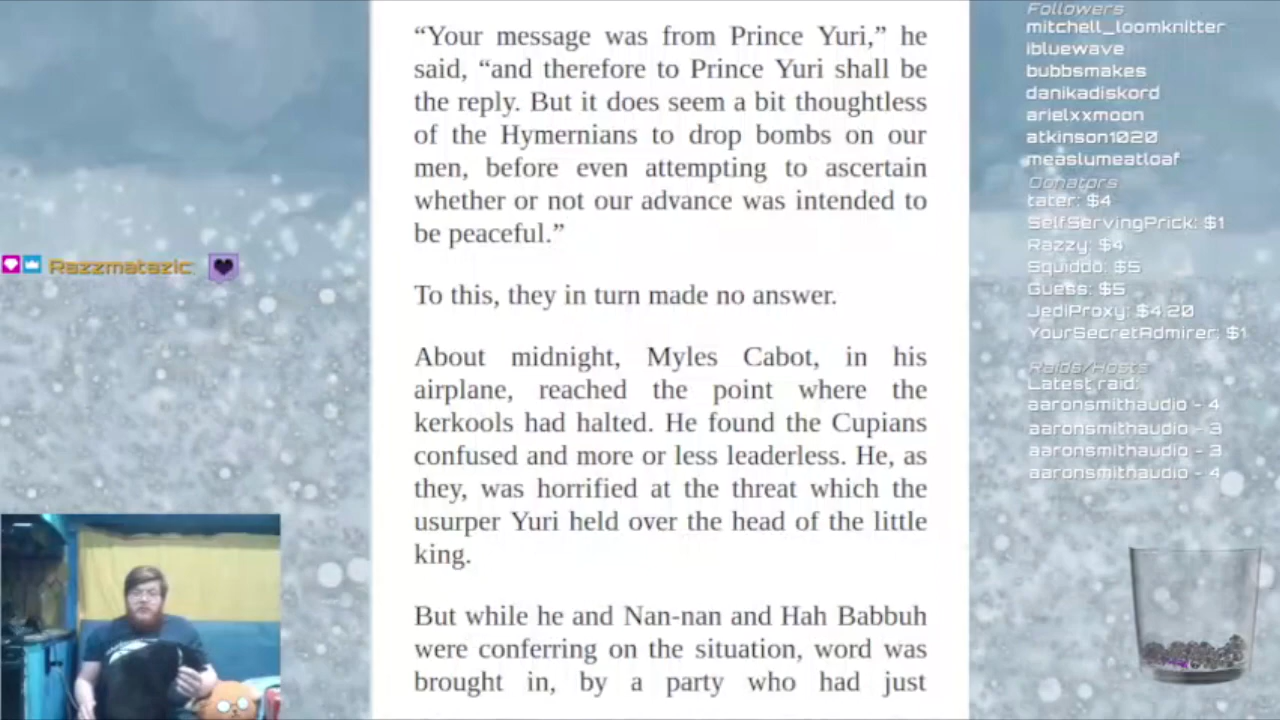 “Your message was from Prince Yuri,” he
said, “and therefore to Prince Yuri shall be
the reply. But it does seem a bit thoughtless
of the Hymernians to drop bombs on our
men, before even attempting to ascertain
whether or not our advance was intended to
be peaceful.”
To this, they in turn made no answer.
About midnight, Myles Cabot, in his
airplane, reached the point where the
kerkools had halted. He found the Cupians
confused and more or less leaderless. He, as
they, was horrified at the threat which the
usurper Yuri held over the head of the little
king.
But while he and Nan-nan and Hah Babbuh
were conferring on the situation, word was
brought in, by a party who had just
Razzmatazic
Followers
mitchell_loomknitter
ibluewave
bubbsmakes
danikadiskord
arielxxmoon
atkinson1020
measlymeatloaf
Donators
tater: $4
SelfServingPrick: $1
Razzy: $4
Squidd0: $5
Guess: $5
JediProxy: $4.20
YourSecretAdmirer: $1
Raids/Hosts
Latest raid:
aaronsmithaudio - 4
aaronsmithaudio - 3
aaronsmithaudio - 3
aaronsmithaudio - 4